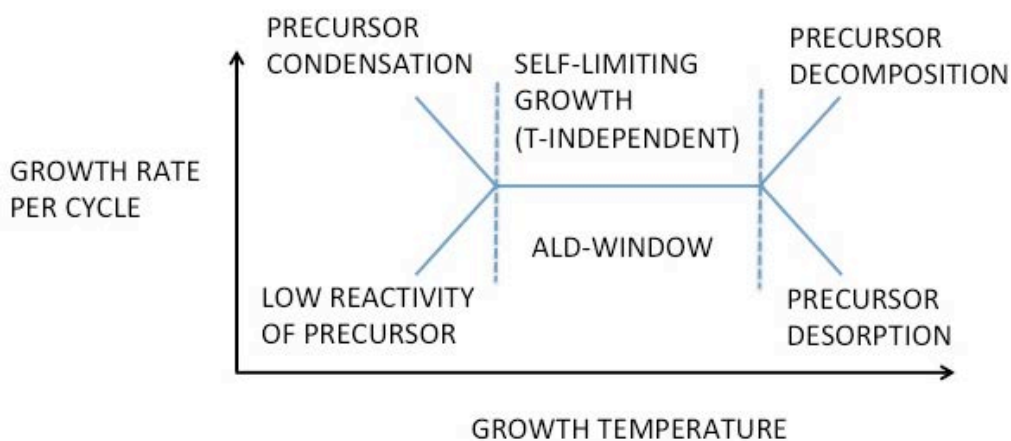 PRECURSOR
CONDENSATION
SELF-LIMITING
GROWTH
(T-INDEPENDENT)
PRECURSOR
DECOMPOSITION
GROWTH RATE
PER CYCLE
ALD-WINDOW
LOW REACTIVITY
OF PRECURSOR
PRECURSOR
DESORPTION
GROWTH TEMPERATURE